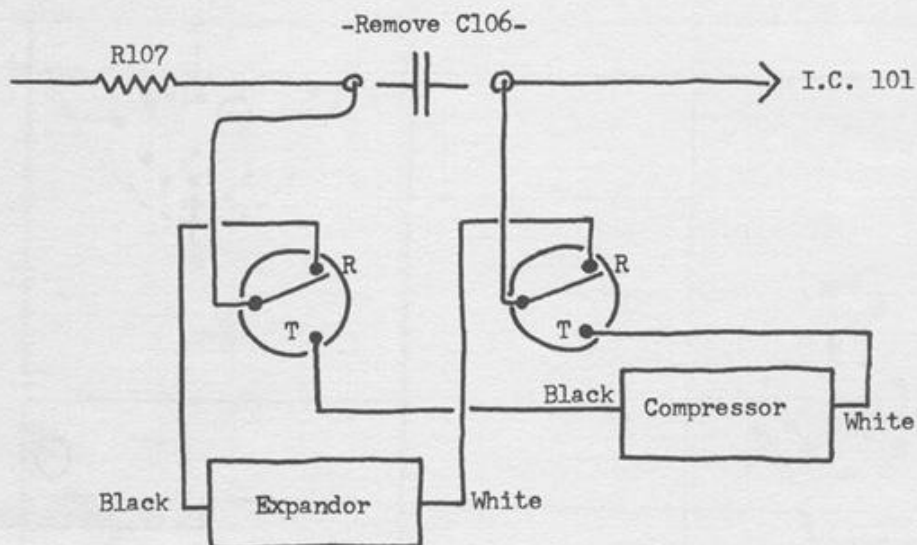 -Remove C106-
R107
I.C. 101
R
R
T
T
Black
Compressor
White
Black
Expandor
White